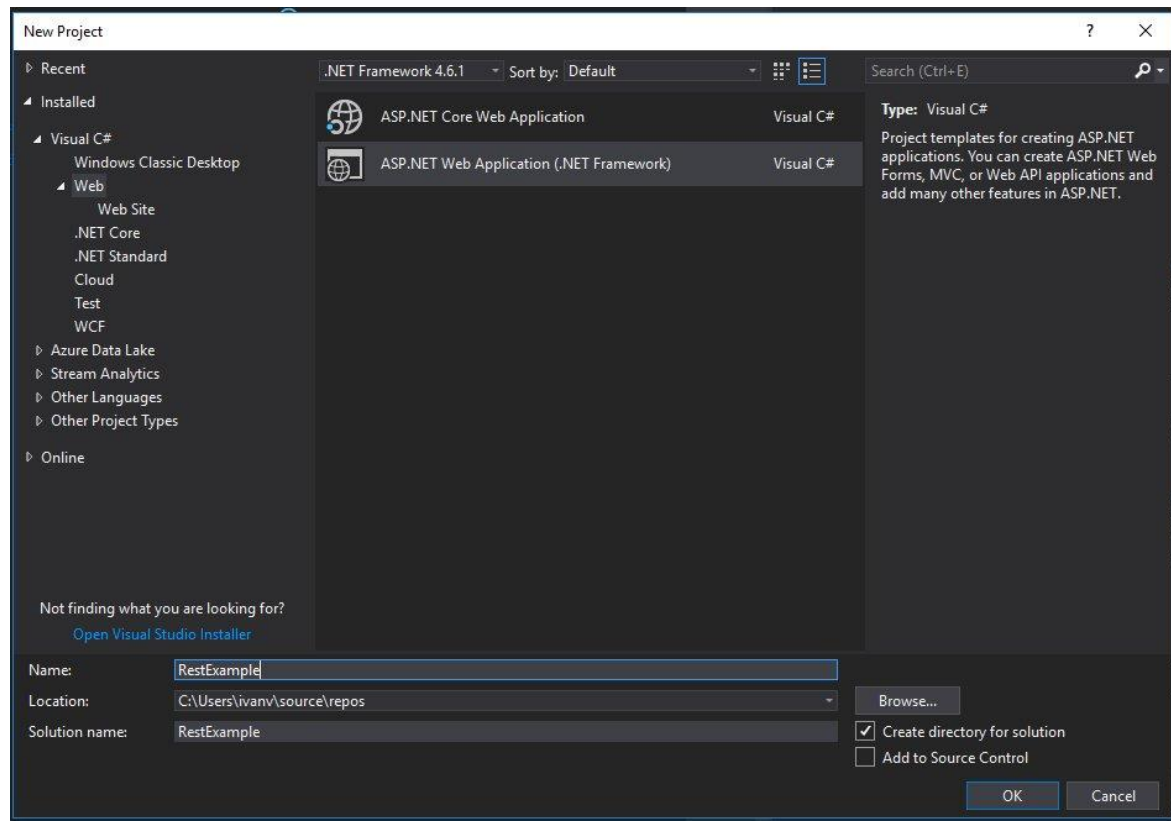 New Project
?
Recent
Installed
Visual C#
Windows Classic Desktop
Web
Web Site
.NET Core
.NET Standard
Cloud
Test
WCF
Azure Data Lake
Stream Analytics
Other Languages
Other Project Types
Online
Not finding what you are looking for?
Open Visual Studio Installer
.NET Framework 4.6.1
Sort by: Default
ASP.NET Core Web Application Visual C#
ASP.NET Web Application (.NET Framework) Visual C#
Search (Ctrl+E)
Type: Visual C#
Project templates for creating ASP.NET
applications. You can create ASP.NET Web
Forms, MVC, or Web API applications and
add many other features in ASP.NET.
Name: RestExample
Location: C:\Users\ivanv\source\repos
Solution name: RestExample
Browse...
Create directory for solution
Add to Source Control
OK
Cancel